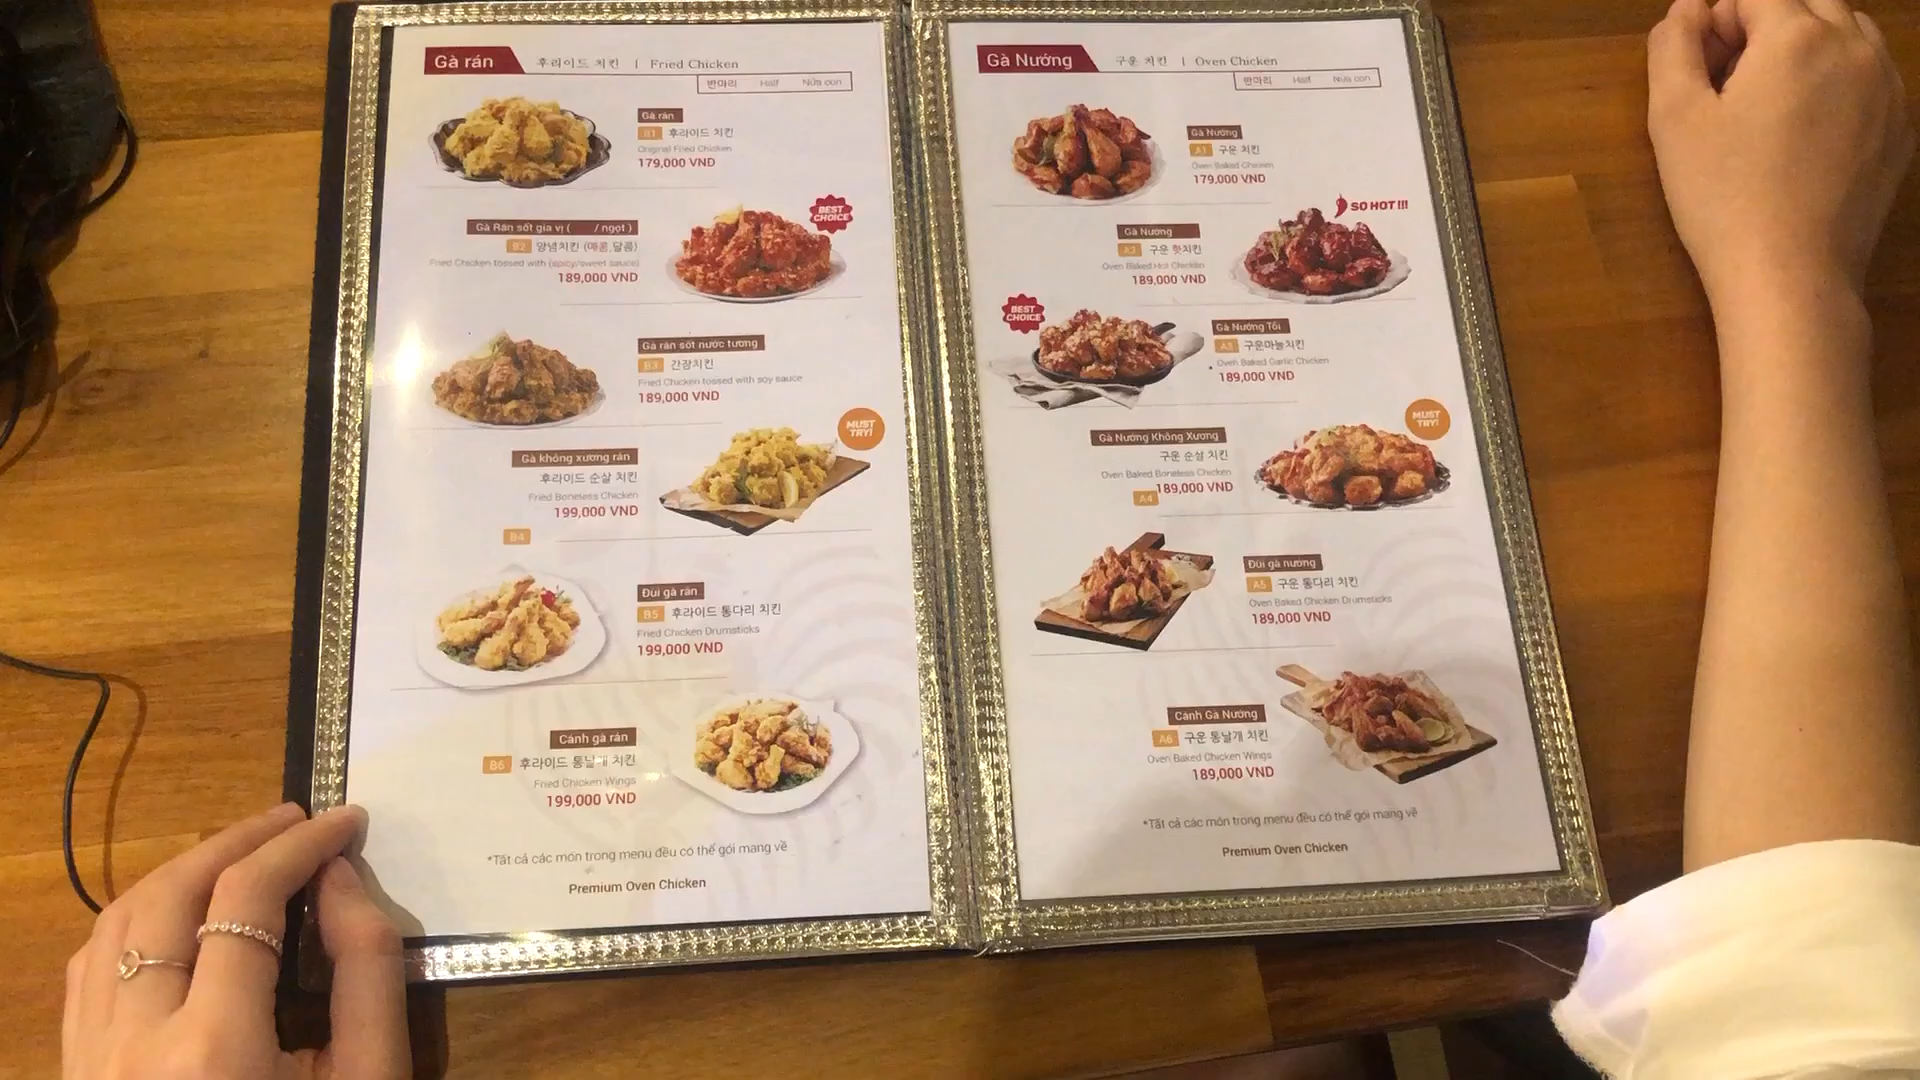 Gà rán 후라이드 치킨 | Fried Chicken
반마리 Half Nửa con
Gà rán
B1 후라이드 치킨
Original Fried Chicken
179,000 VND
Gà Rán sốt gia vị ( / ngọt )
B2 양념치킨 (매콤,달콤)
Fried Chicken tossed with (spicy/sweet sauce)
189,000 VND
BEST
CHOICE
Gà rán sốt nước tương
B3 간장치킨
Fried Chicken tossed with soy sauce
189,000 VND
Gà không xương rán
후라이드 순살 치킨
Fried Boneless Chicken
199,000 VND
B4
MUST
TRY!
Đùi gà rán
B5 후라이드 통다리 치킨
Fried Chicken Drumsticks
199,000 VND
Cánh gà rán
B6 후라이드 통날개 치킨
Fried Chicken Wings
199,000 VND
*Tất cả các món trong menu đều có thể gói mang về
Premium Oven Chicken
Gà Nướng 구운 치킨 | Oven Chicken
반마리 Half Nửa con
Gà Nướng
A1 구운 치킨
Oven Baked Chicken
179,000 VND
Gà Nướng
A2 구운 핫치킨
Oven Baked Hot Chicken
189,000 VND
SO HOT !!!
BEST
CHOICE
Gà Nướng Tỏi
A3 구운마늘치킨
Oven Baked Garlic Chicken
189,000 VND
Gà Nướng Không Xương
구운 순살 치킨
Oven Baked Boneless Chicken
189,000 VND
A4
MUST
TRY!
Đùi gà nướng
A5 구운 통다리 치킨
Oven Baked Chicken Drumsticks
189,000 VND
Cánh Gà Nướng
A6 구운 통날개 치킨
Oven Baked Chicken Wings
189,000 VND
*Tất cả các món trong menu đều có thể gói mang về
Premium Oven Chicken